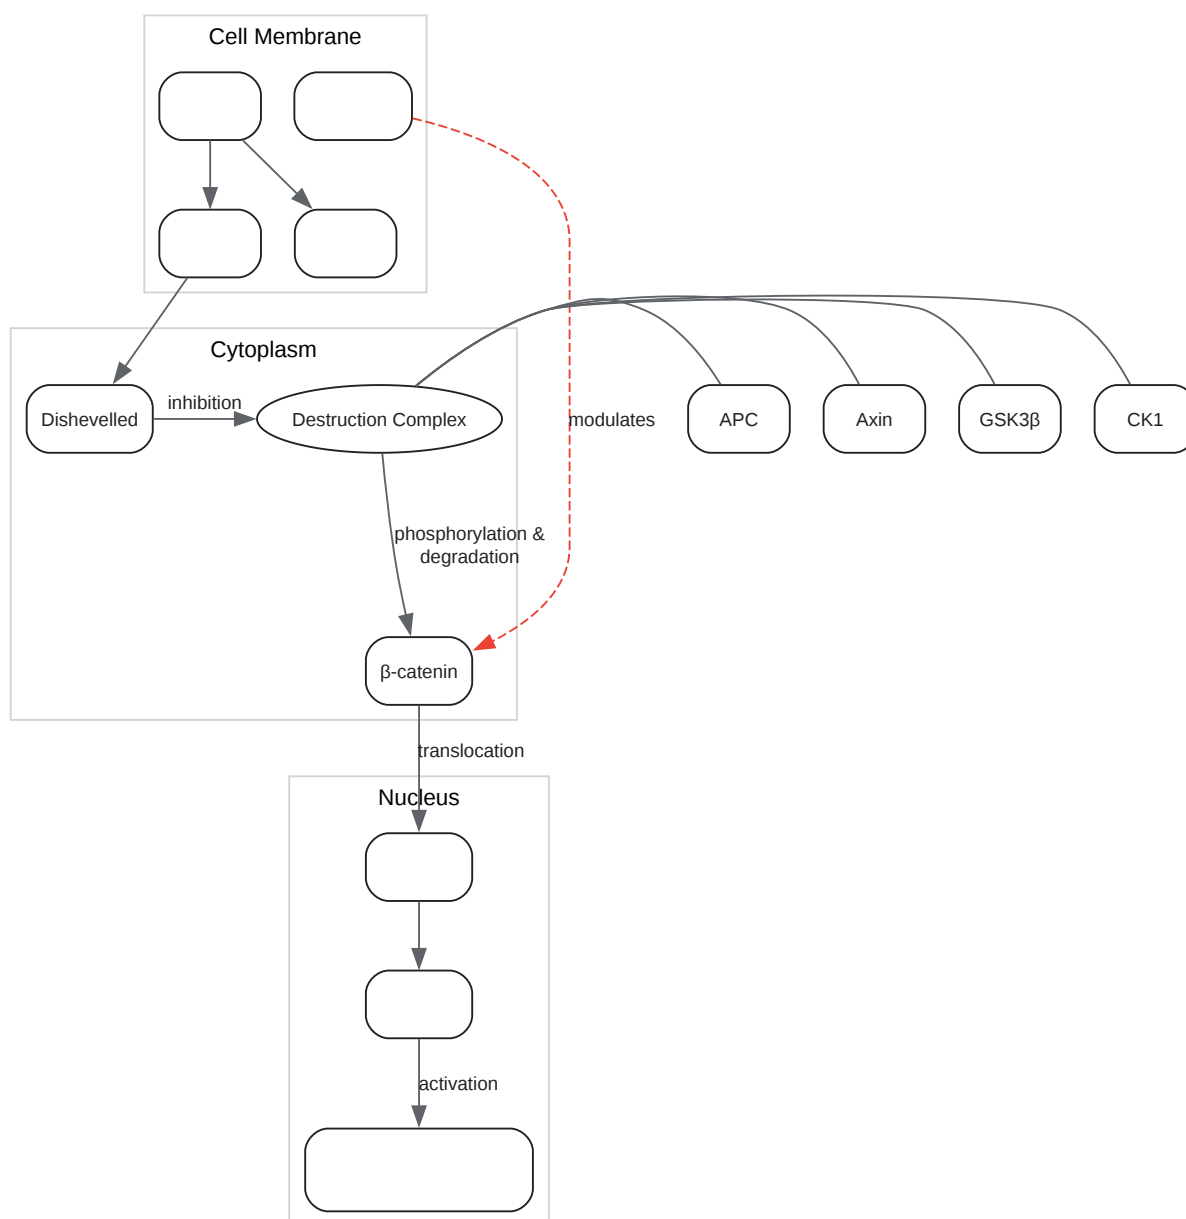 Cell Membrane
Cytoplasm
Dishevelled
inhibition
Destruction Complex
modulates
APC
Axin
GSK3β
CK1
phosphorylation &
degradation
β-catenin
translocation
Nucleus
activation